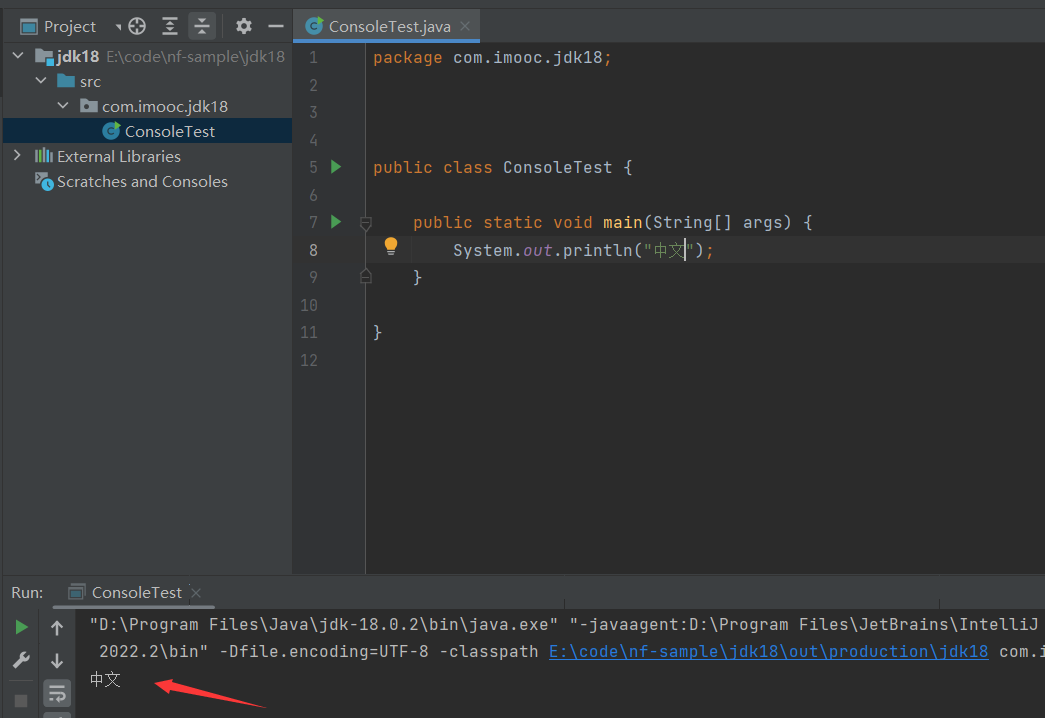 Project
ConsoleTest.java
jdk18 E:\code\nf-sample\jdk18
src
com.imooc.jdk18
ConsoleTest
External Libraries
Scratches and Consoles
1 package com.imooc.jdk18;
2
3
4
5 public class ConsoleTest {
6
7 public static void main(String[] args) {
8 System.out.println("中文");
9 }
10
11 }
12
Run: ConsoleTest
"D:\Program Files\Java\jdk-18.0.2\bin\java.exe" "-javaagent:D:\Program Files\JetBrains\IntelliJ
2022.2\bin" -Dfile.encoding=UTF-8 -classpath E:\code\nf-sample\jdk18\out\production\jdk18 com.i
中文